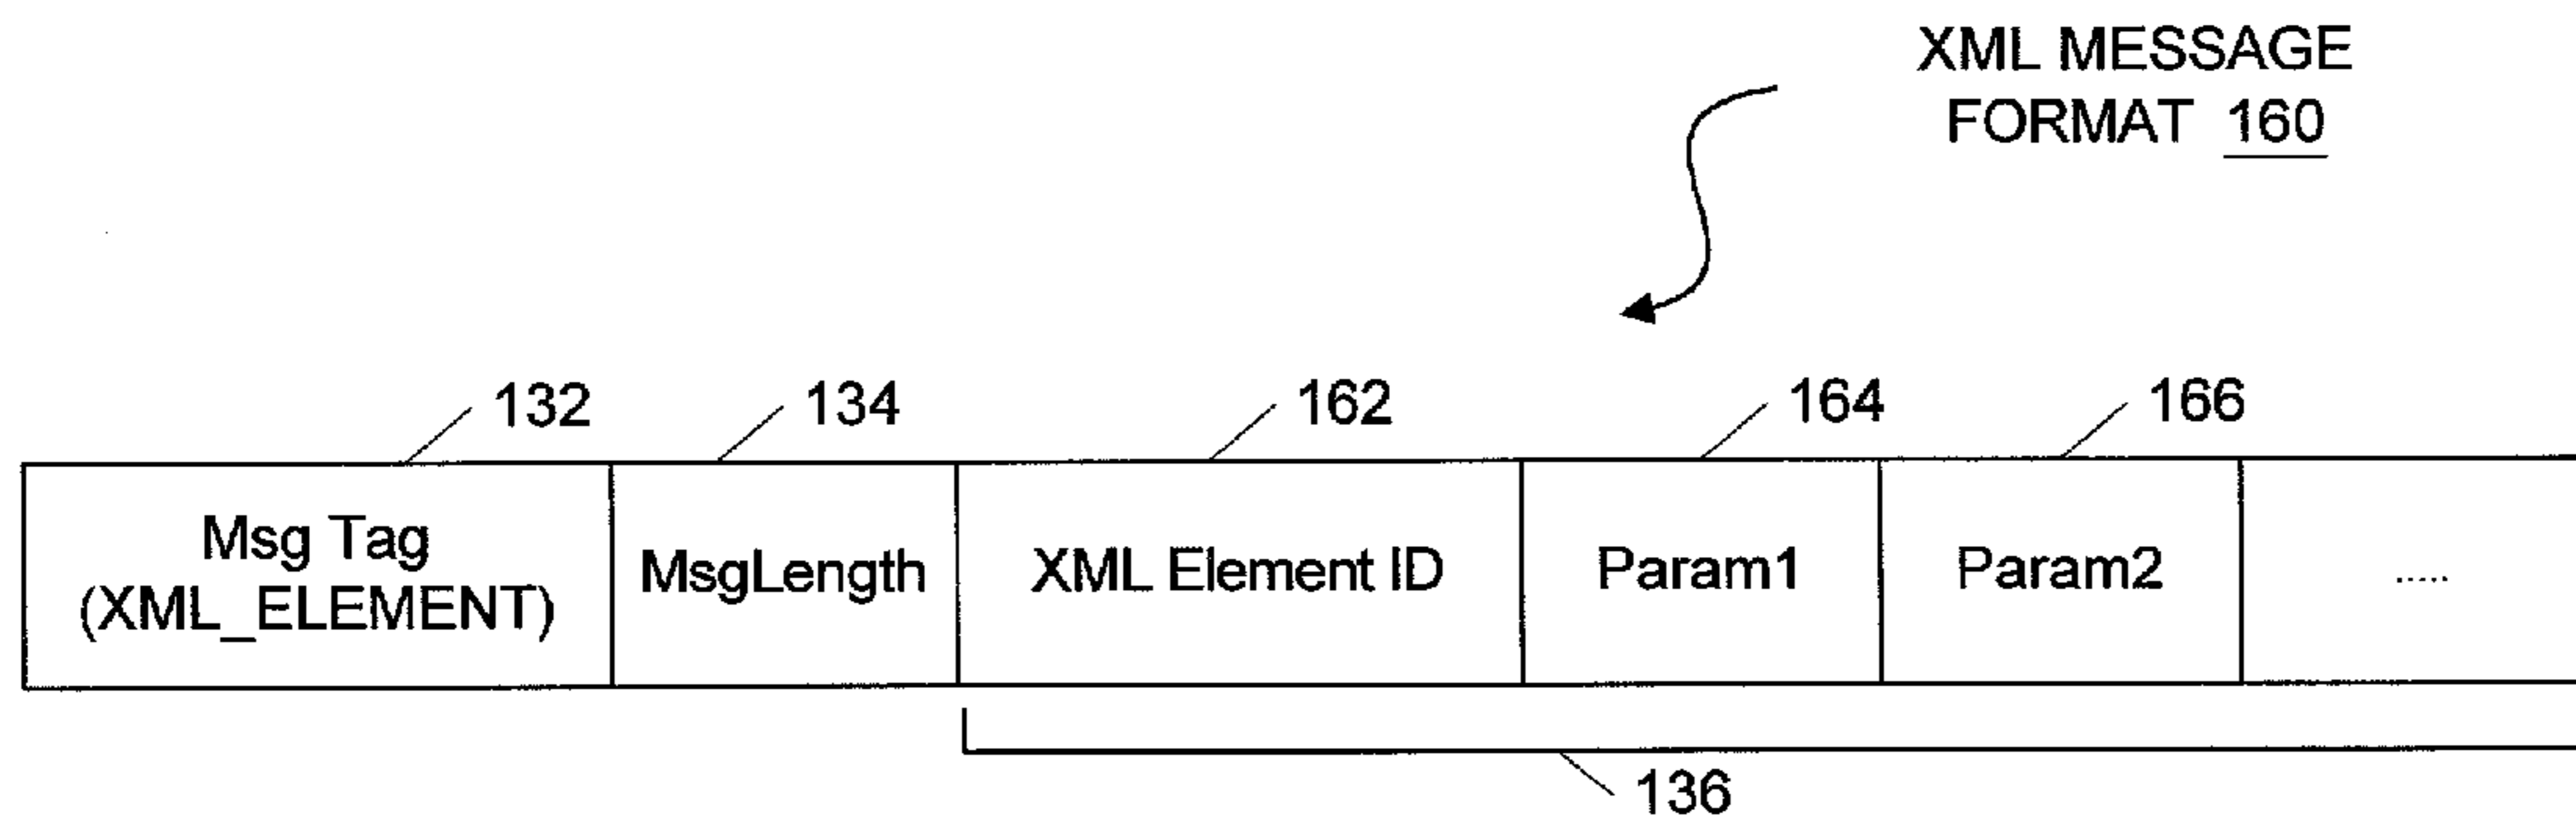 XML MESSAGE
FORMAT 160
132
134
162
164
166
Msg Tag
(XML_ELEMENT)
MsgLength
XML Element ID
Param1
Param2
.....
136